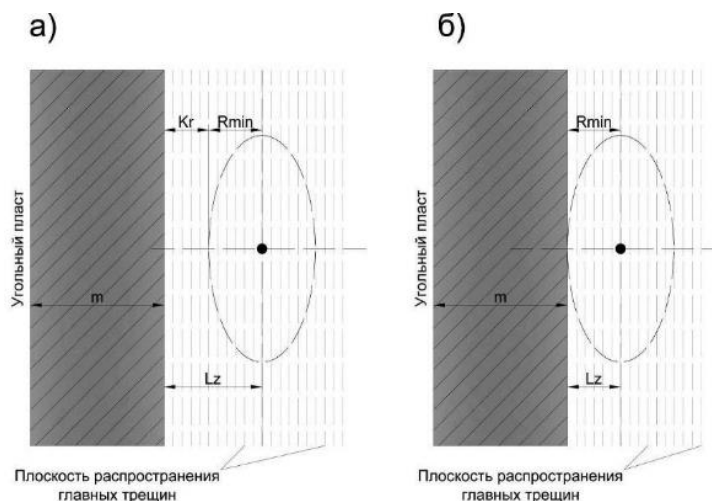 а)
Угольный пласт
Kr
Rmin
m
Lz
Плоскость распространения
главных трещин
б)
Угольный пласт
Rmin
m
Lz
Плоскость распространения
главных трещин